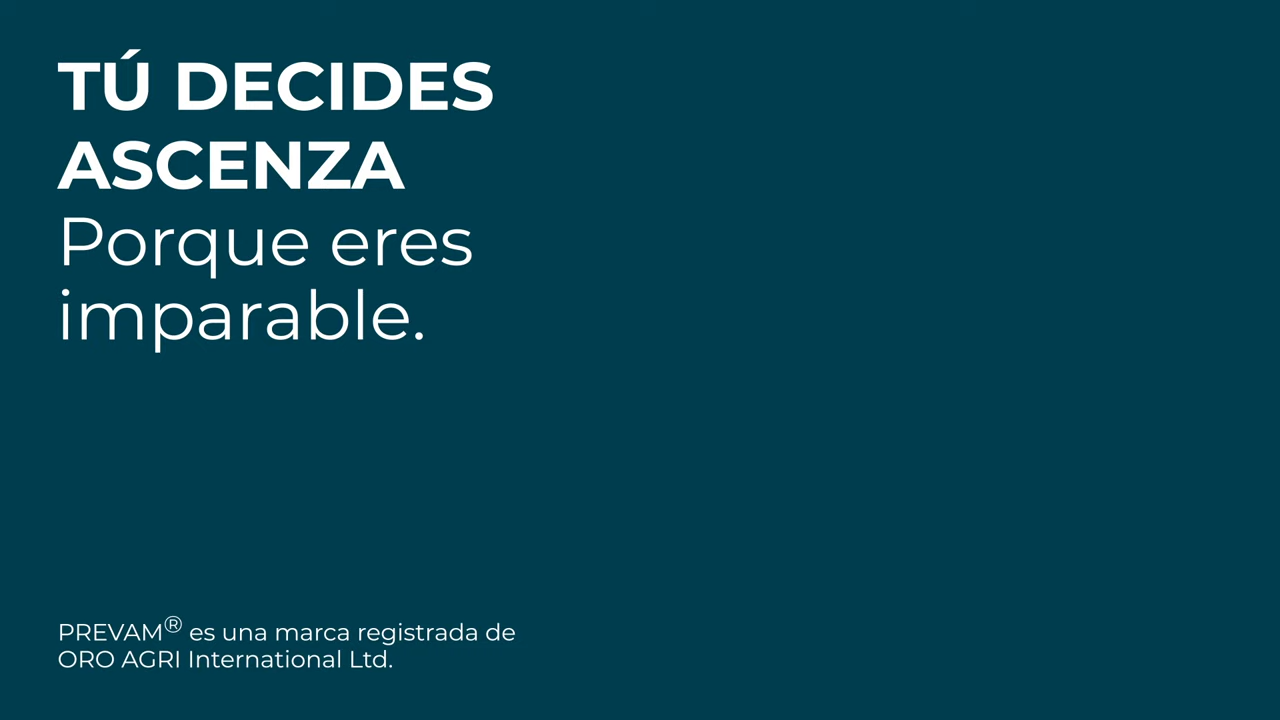 TÚ DECIDES
ASCENZA
Porque eres
imparable.
PREVAM® es una marca registrada de
ORO AGRI International Ltd.